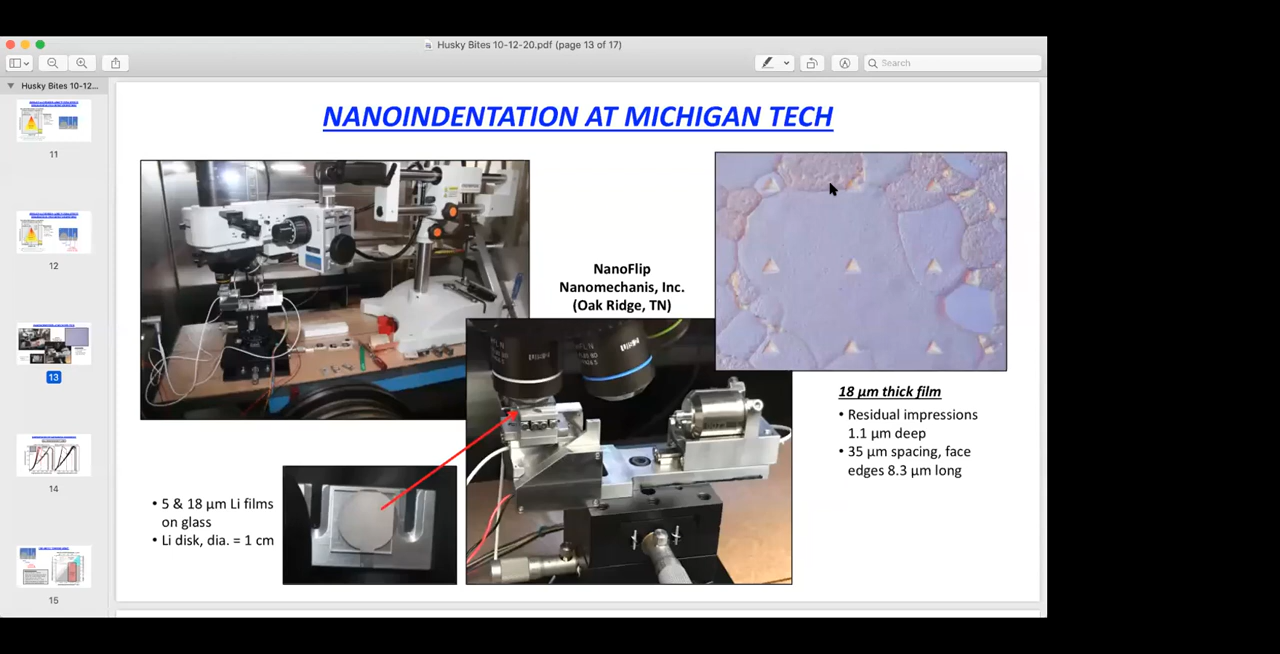 Husky Bites 10-12-20.pdf (page 13 of 17)
Search
Husky Bites 10-12...
11
12
13
14
15
NANOINDENTATION AT MICHIGAN TECH
NanoFlip
Nanomechanis, Inc.
(Oak Ridge, TN)
18 µm thick film
• Residual impressions
1.1 µm deep
• 35 µm spacing, face
edges 8.3 µm long
• 5 & 18 µm Li films
on glass
• Li disk, dia. = 1 cm